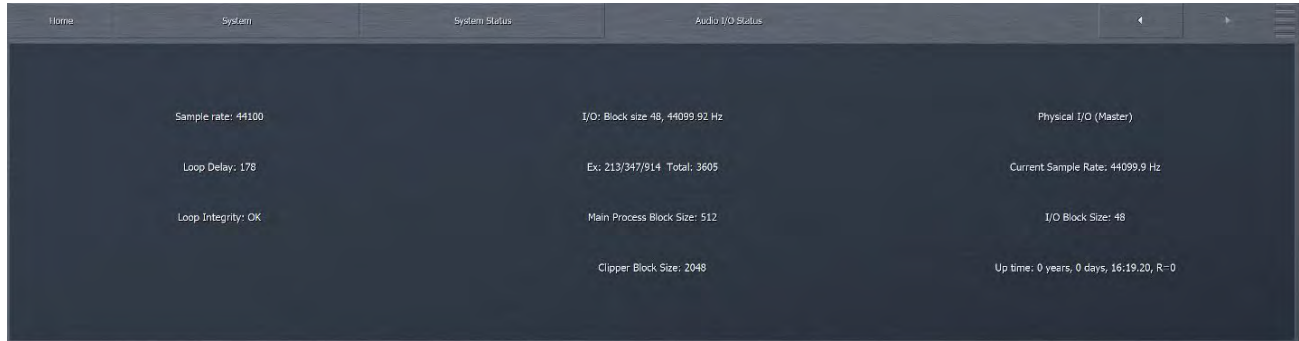 Home System System Status Audio I/O Status
Sample rate: 44100
Loop Delay: 178
Loop Integrity: OK
I/O: Block size 48, 44099.92 Hz
Ex: 213/347/914 Total: 3605
Main Process Block Size: 512
Clipper Block Size: 2048
Physical I/O (Master)
Current Sample Rate: 44099.9 Hz
I/O Block Size: 48
Up time: 0 years, 0 days, 16:19.20, R=0